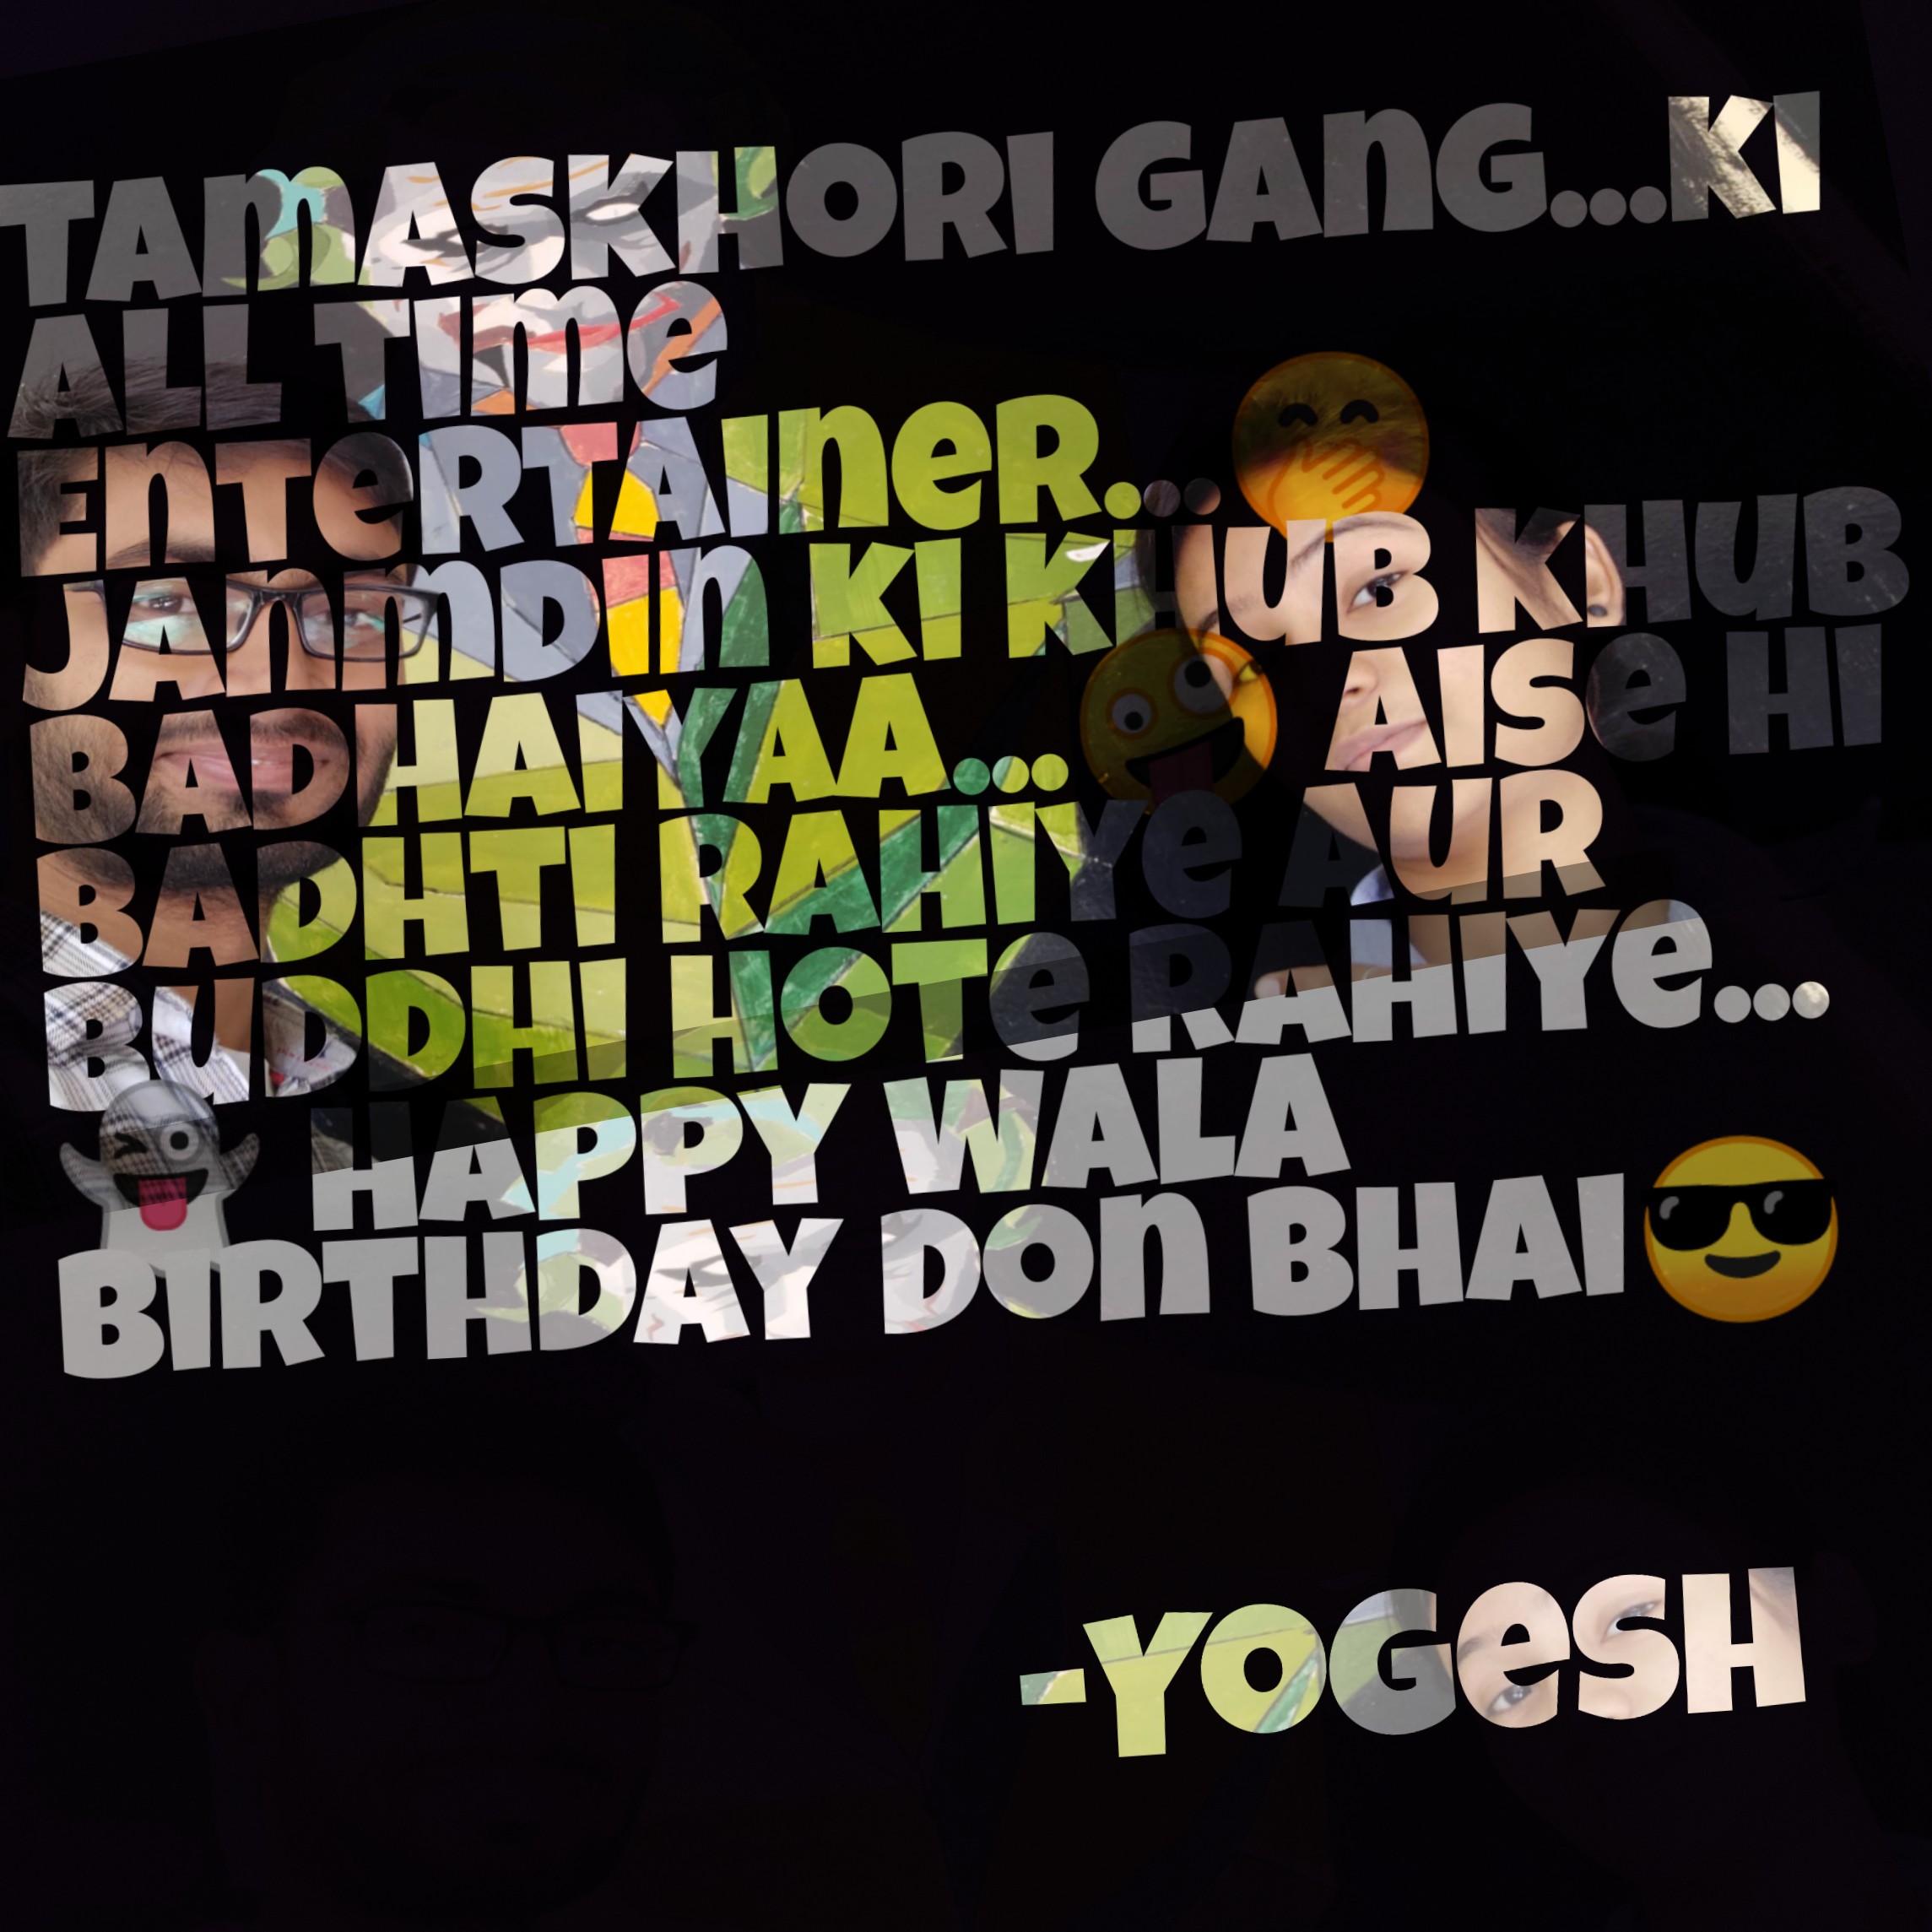 TAMASKHORI GANG...KI
ALL TIME
ENTERTAINER...🤭
JANMDIN KI KHUB KHUB
BADHAIYAA...🤪 AISE HI
BADHTI RAHIYE AUR
BUDDHI HOTE RAHIYE...
👻 HAPPY WALA
BIRTHDAY DON BHAI😎
-YOGESH